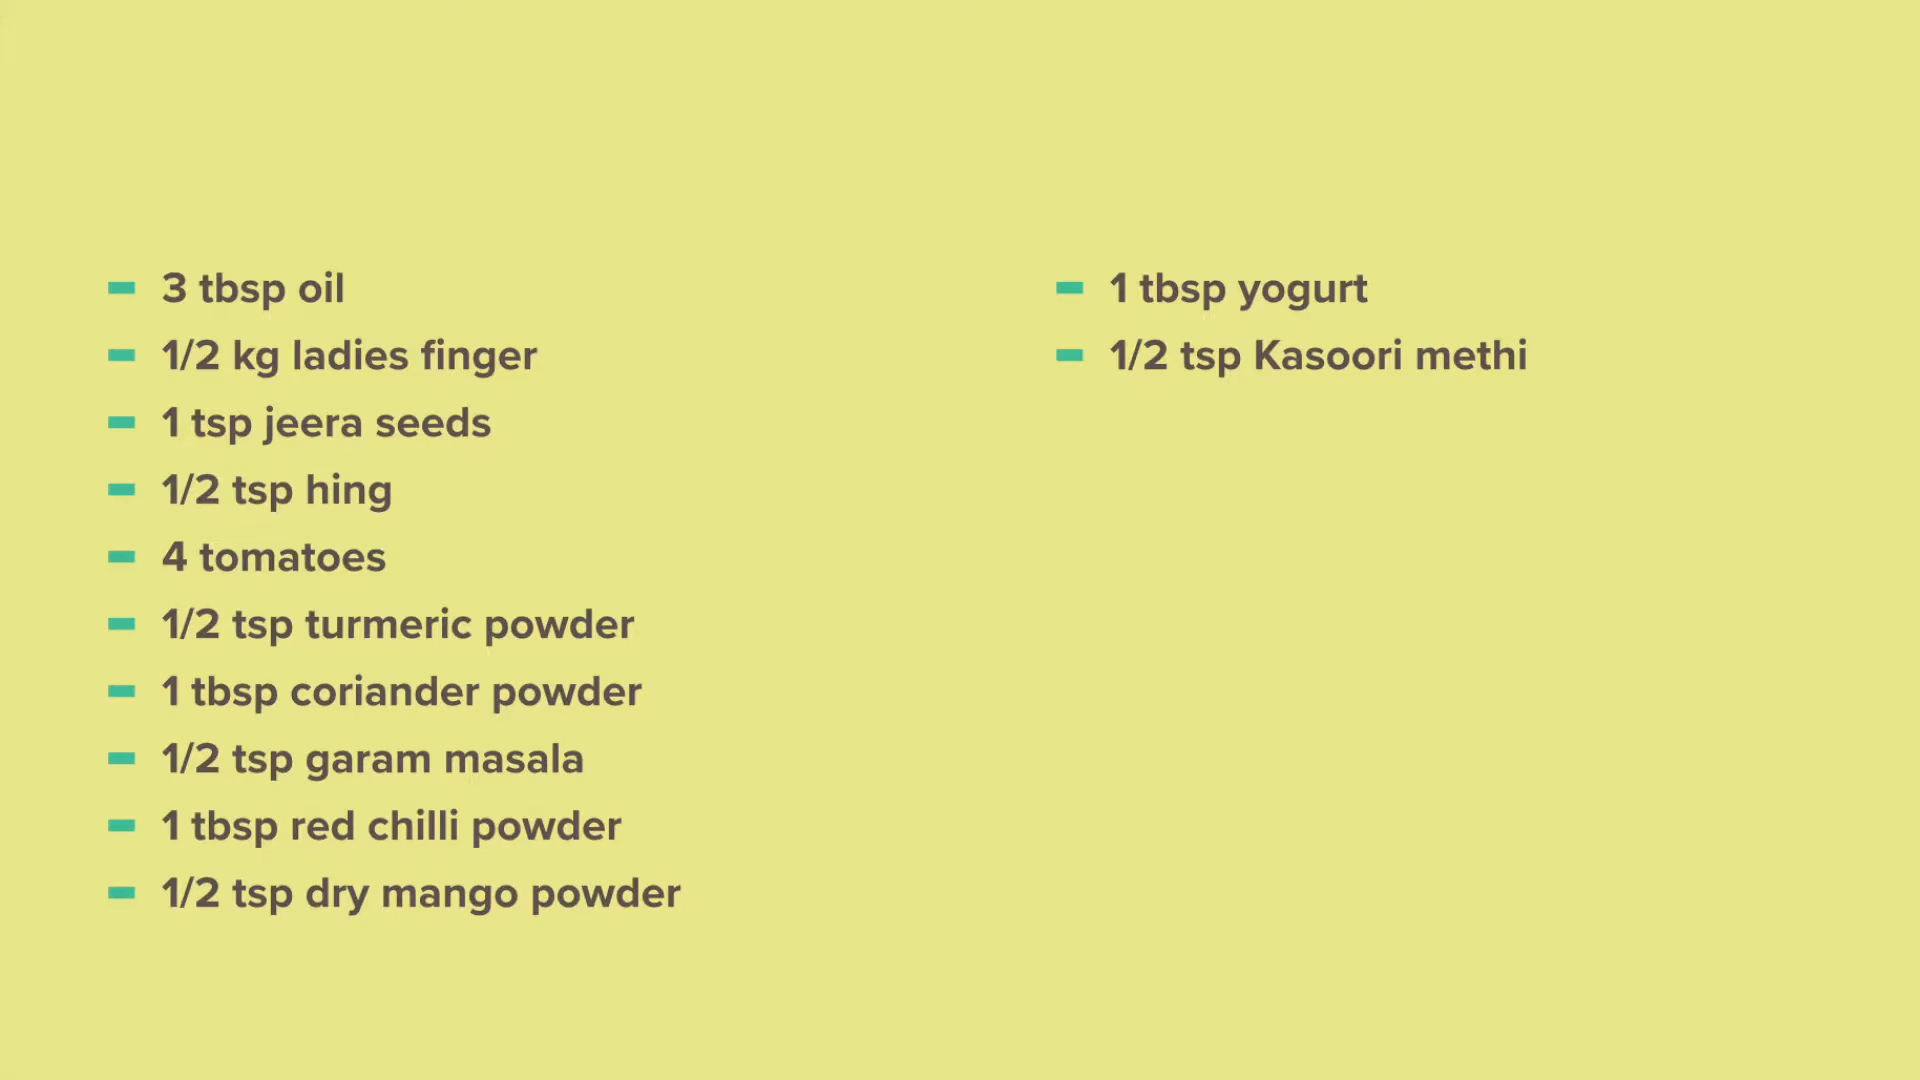 3 tbsp oil
1/2 kg ladies finger
1 tsp jeera seeds
1/2 tsp hing
4 tomatoes
1/2 tsp turmeric powder
1 tbsp coriander powder
1/2 tsp garam masala
1 tbsp red chilli powder
1/2 tsp dry mango powder
1 tbsp yogurt
1/2 tsp Kasoori methi